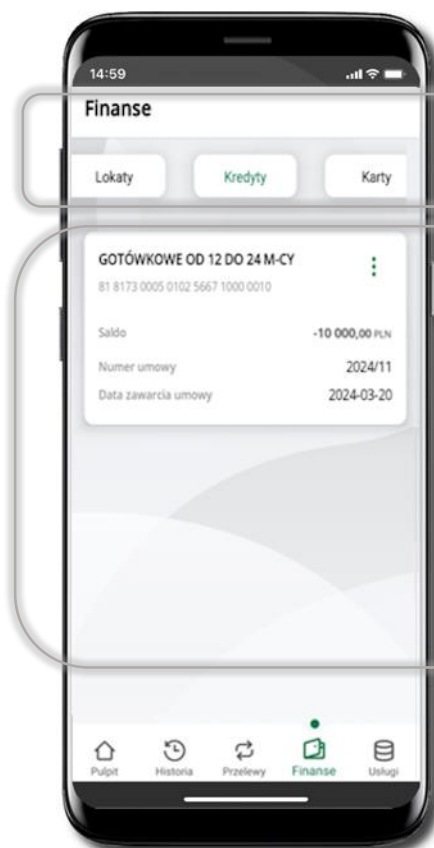 14:59
Finanse
Lokaty Kredyty Karty
GOTÓWKOWE OD 12 DO 24 M-CY
81 8173 0005 0102 5667 1000 0010
Saldo -10 000,00 PLN
Numer umowy 2024/11
Data zawarcia umowy 2024-03-20
Pulpit Historia Przelewy Finanse Usługi